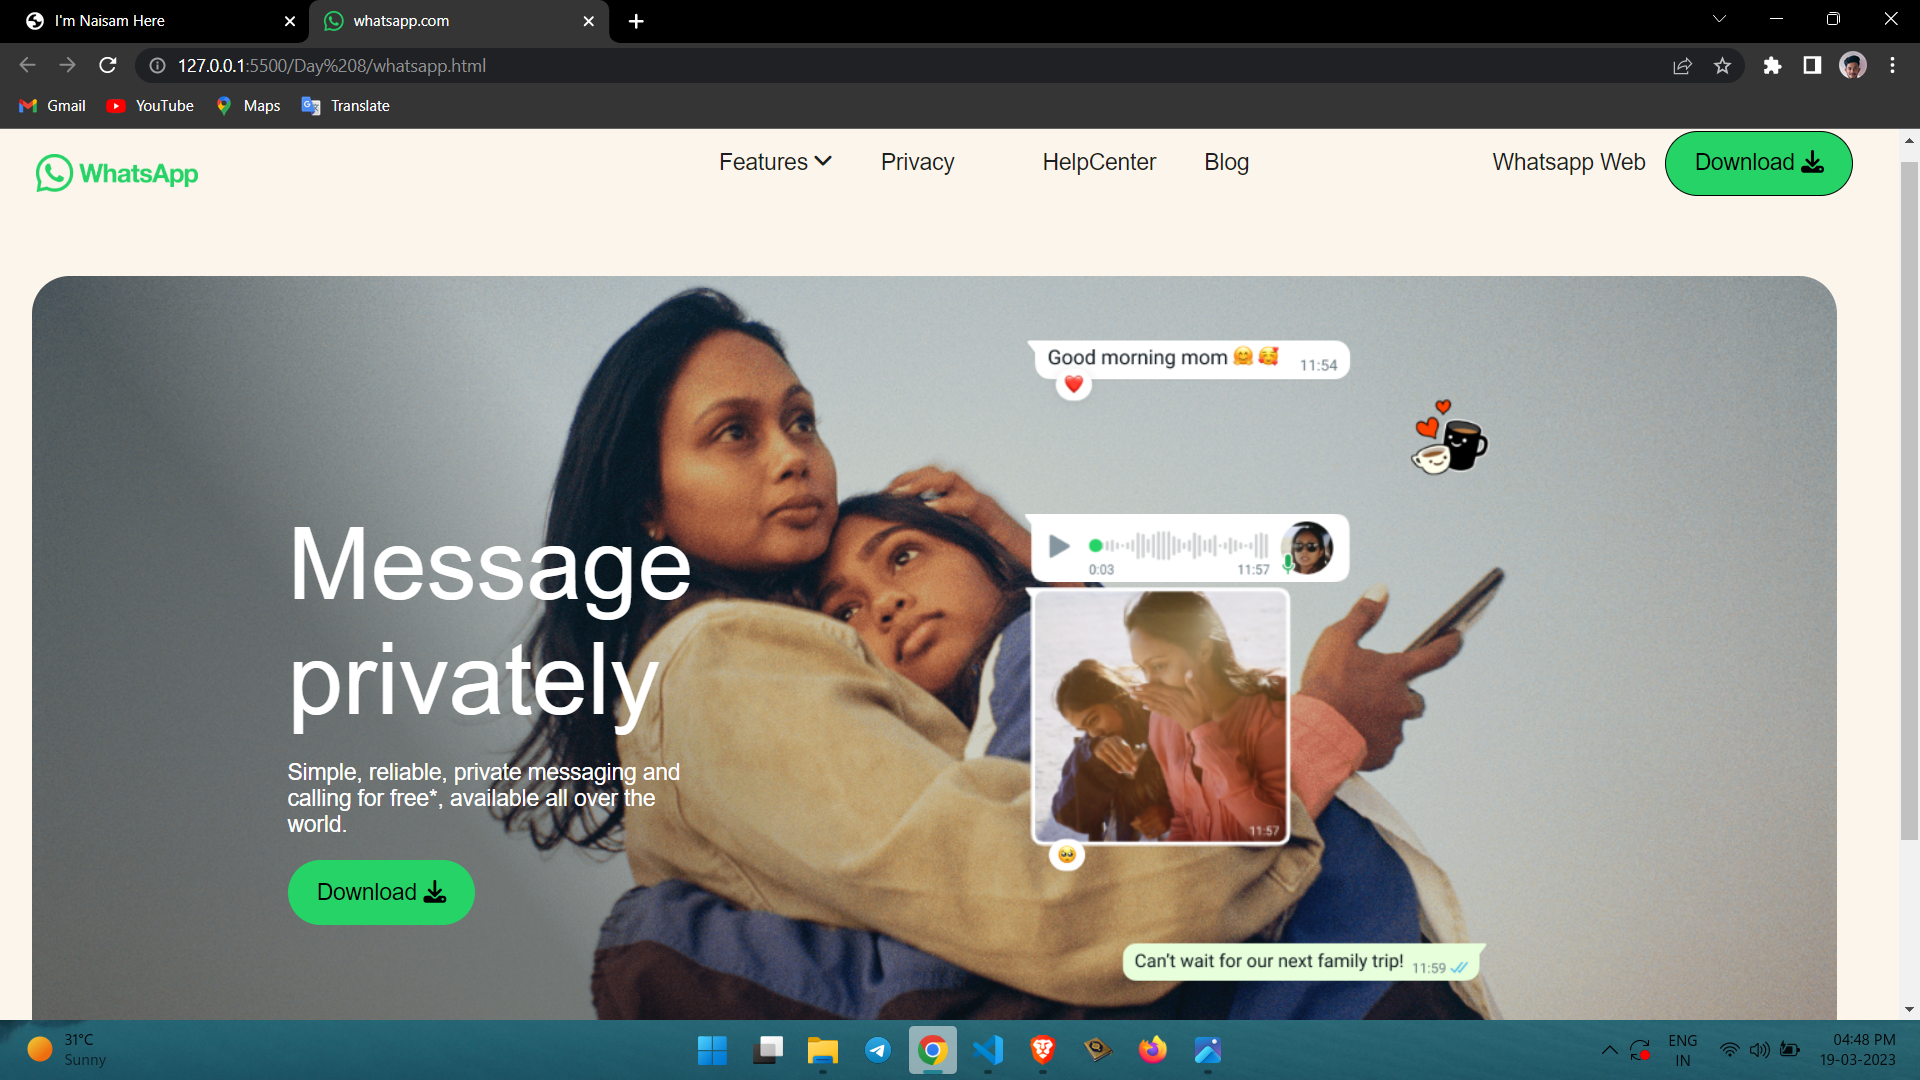 I'm Naisam Here
whatsapp.com
127.0.0.1:5500/Day%208/whatsapp.html
Gmail
YouTube
Maps
Translate
WhatsApp
Features
Privacy
HelpCenter
Blog
Whatsapp Web
Download
Good morning mom 🤗 🥰 11:54
0:03
11:57
11:57
Message
privately
Simple, reliable, private messaging and
calling for free*, available all over the
world.
Download
Can't wait for our next family trip! 11:59
31°C
Sunny
ENG
IN
04:48 PM
19-03-2023